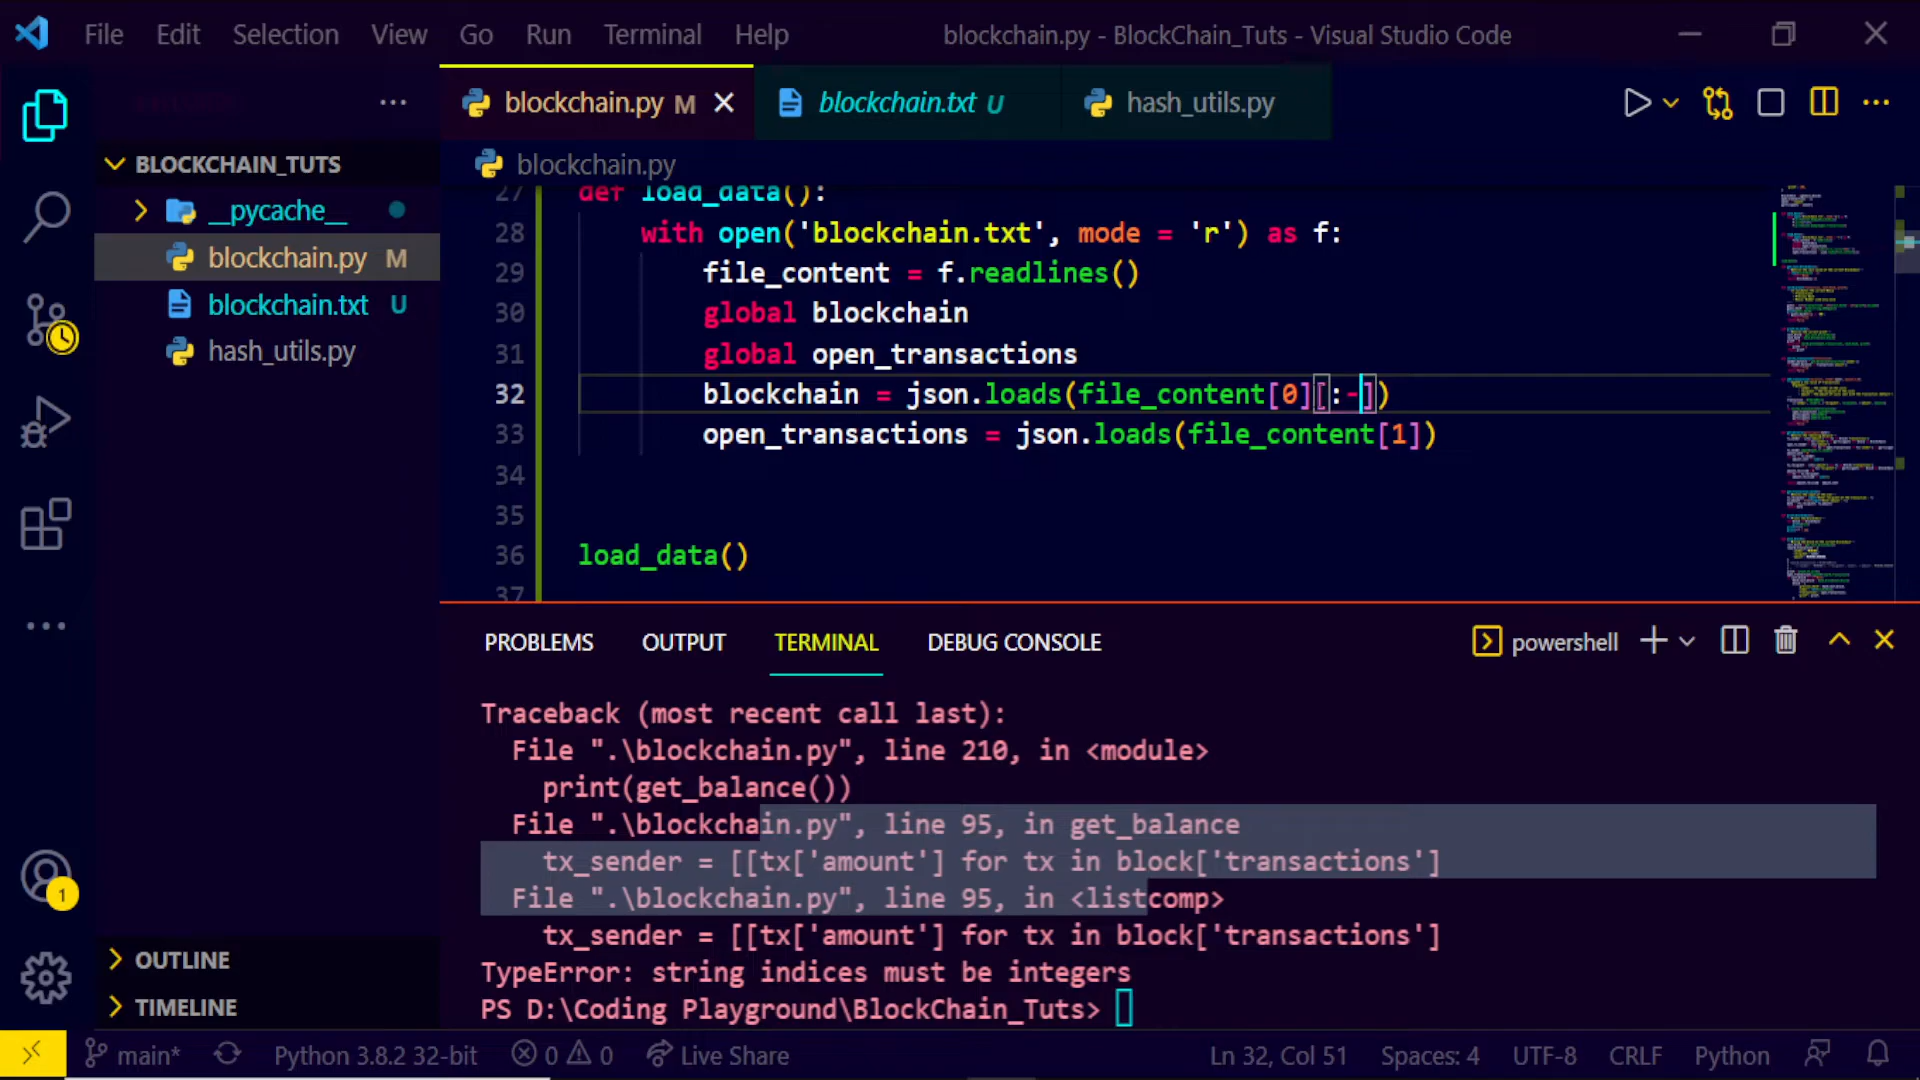 File Edit Selection View Go Run Terminal Help blockchain.py - BlockChain_Tuts - Visual Studio Code
blockchain.py M blockchain.txt U hash_utils.py
BLOCKCHAIN_TUTS
__pycache__
blockchain.py M
blockchain.txt U
hash_utils.py
OUTLINE
TIMELINE
1
blockchain.py
27 def load_data():
28 with open('blockchain.txt', mode = 'r') as f:
29 file_content = f.readlines()
30 global blockchain
31 global open_transactions
32 blockchain = json.loads(file_content[0][:-])
33 open_transactions = json.loads(file_content[1])
34
35
36 load_data()
37
PROBLEMS OUTPUT TERMINAL DEBUG CONSOLE powershell
Traceback (most recent call last):
File ".\blockchain.py", line 210, in <module>
print(get_balance())
File ".\blockchain.py", line 95, in get_balance
tx_sender = [[tx['amount'] for tx in block['transactions']
File ".\blockchain.py", line 95, in <listcomp>
tx_sender = [[tx['amount'] for tx in block['transactions']
TypeError: string indices must be integers
PS D:\Coding Playground\BlockChain_Tuts>
main* Python 3.8.2 32-bit 0 0 Live Share Ln 32, Col 51 Spaces: 4 UTF-8 CRLF Python